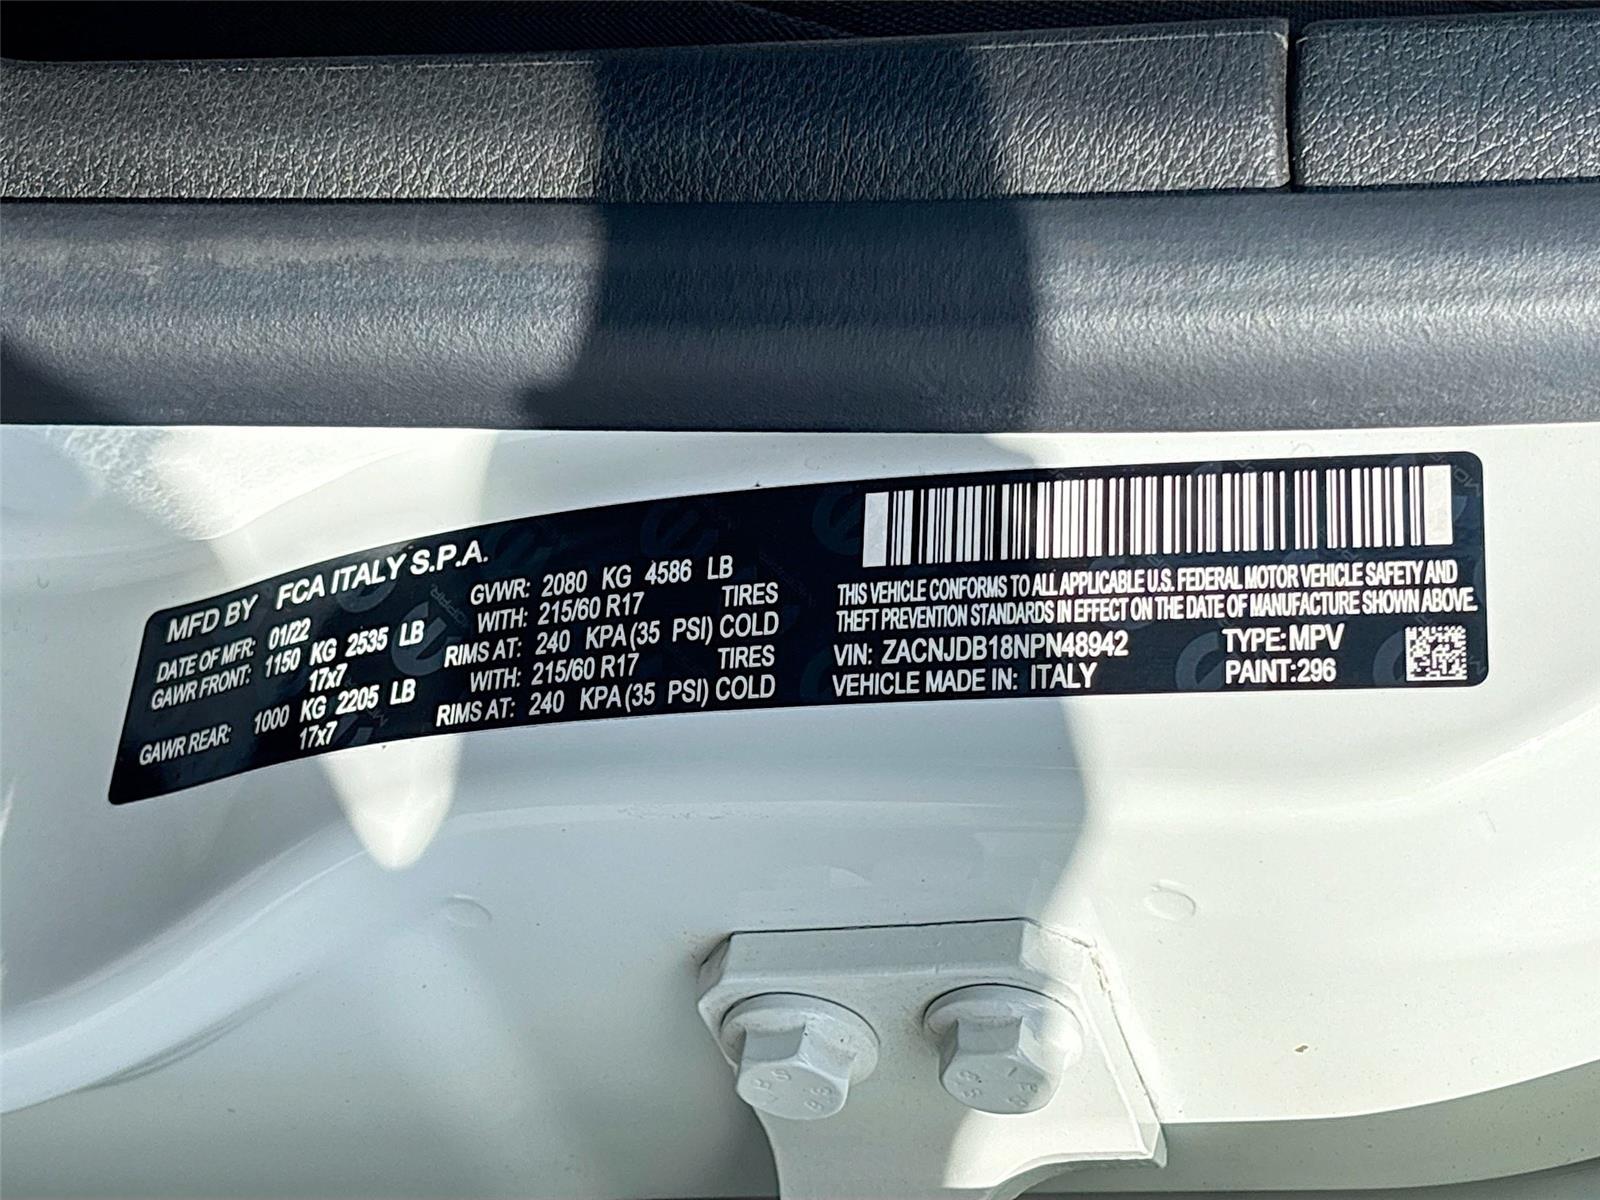 MFD BY FCA ITALY S.P.A.
DATE OF MFR: 01/22 GVWR: 2080 KG 4586 LB
GAWR FRONT: 1150 KG 2535 LB WITH: 215/60 R17 TIRES
17x7 RIMS AT: 240 KPA (35 PSI) COLD
GAWR REAR: 1000 KG 2205 LB WITH: 215/60 R17 TIRES
17x7 RIMS AT: 240 KPA (35 PSI) COLD
THIS VEHICLE CONFORMS TO ALL APPLICABLE U.S. FEDERAL MOTOR VEHICLE SAFETY AND
THEFT PREVENTION STANDARDS IN EFFECT ON THE DATE OF MANUFACTURE SHOWN ABOVE.
VIN: ZACNJDB18NPN48942 TYPE: MPV
VEHICLE MADE IN: ITALY PAINT: 296